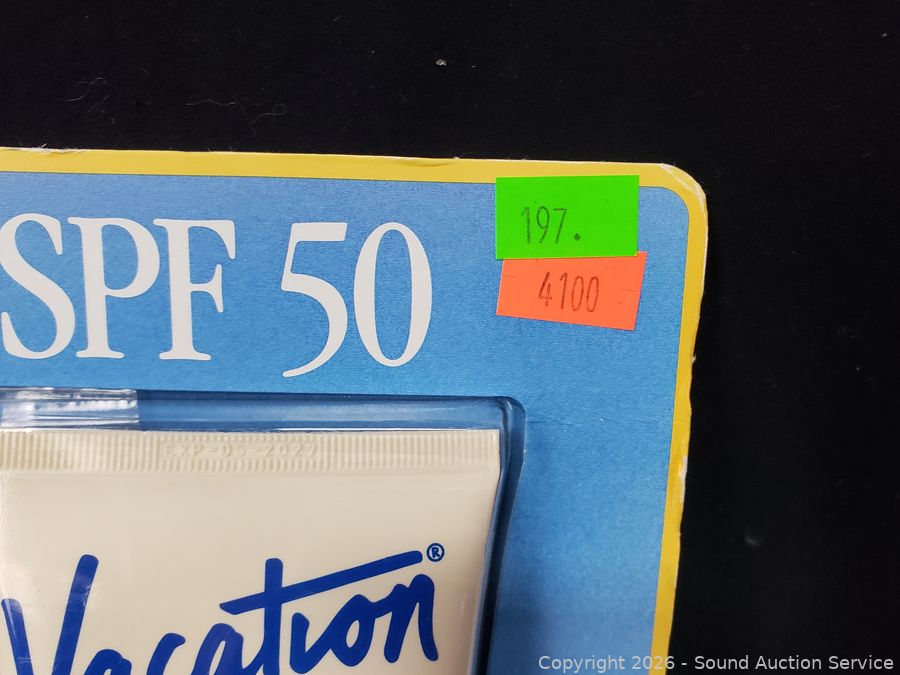 SPF 50
197.
4100
EXP-05-2027
Vacation®
Copyright 2026 - Sound Auction Service